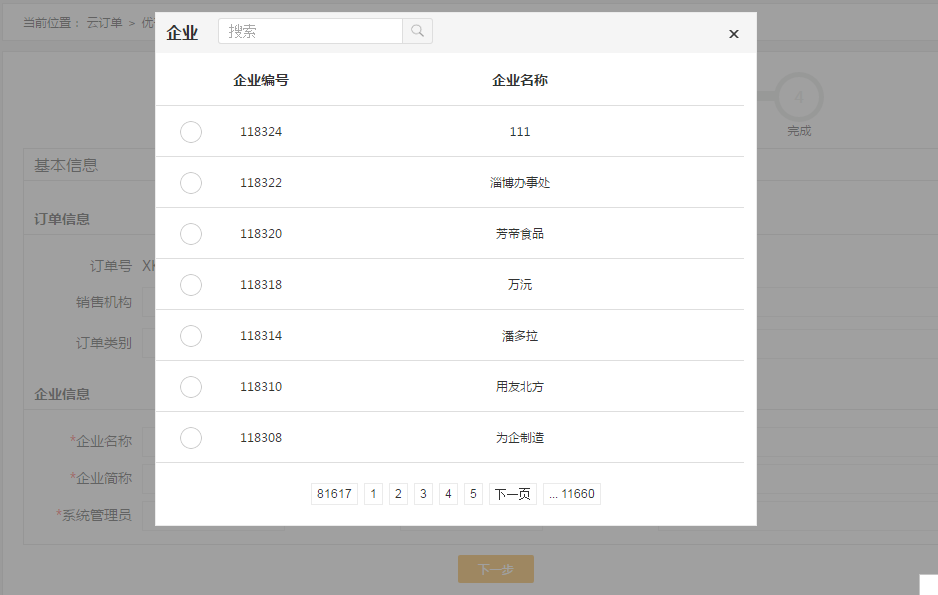 当前位置： 云订单 > 优
企业 搜索 ×
企业编号 企业名称
118324 111
118322 淄博办事处
118320 芳帝食品
118318 万沅
118314 潘多拉
118310 用友北方
118308 为企制造
81617 1 2 3 4 5 下一页 ... 11660
4
完成
基本信息
订单信息
订单号 XK
销售机构
订单类别
企业信息
*企业名称
*企业简称
*系统管理员
下一步